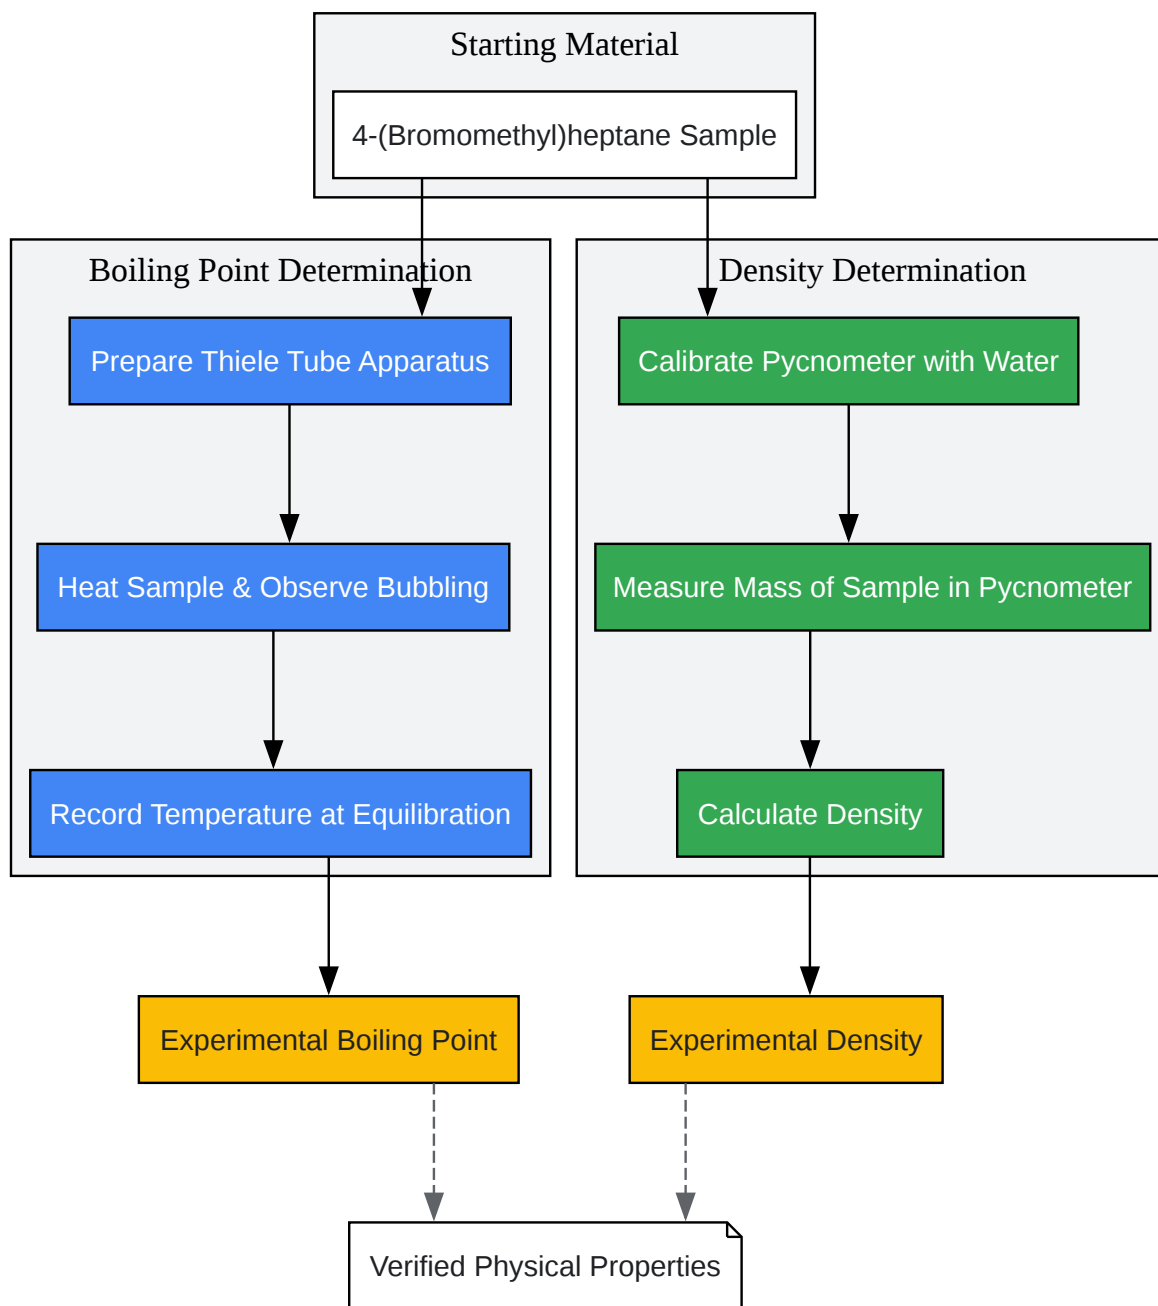 Starting Material
4-(Bromomethyl)heptane Sample
Boiling Point Determination
Prepare Thiele Tube Apparatus
Heat Sample & Observe Bubbling
Record Temperature at Equilibration
Density Determination
Calibrate Pycnometer with Water
Measure Mass of Sample in Pycnometer
Calculate Density
Experimental Boiling Point
Experimental Density
Verified Physical Properties